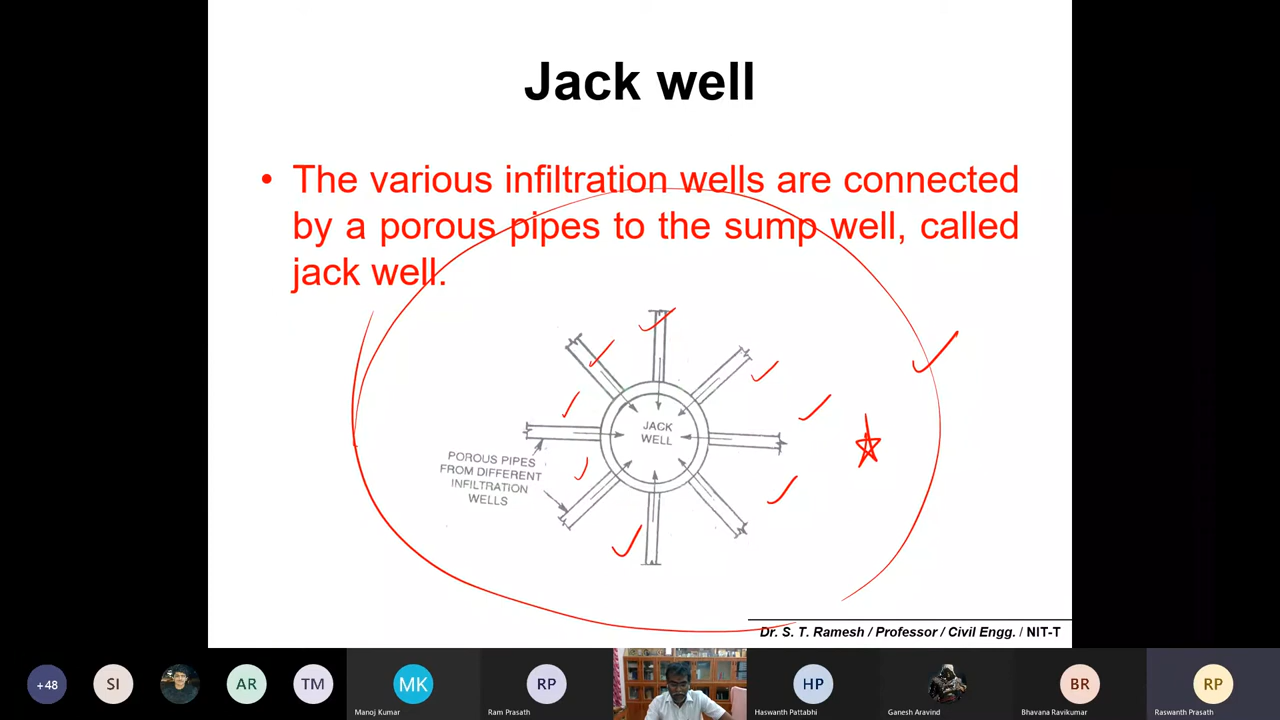 Jack well
• The various infiltration wells are connected
by a porous pipes to the sump well, called
jack well.
JACK
WELL
POROUS PIPES
FROM DIFFERENT
INFILTRATION
WELLS
Dr. S. T. Ramesh / Professor / Civil Engg. / NIT-T
+48
SI
AR
TM
MK
Manoj Kumar
RP
Ram Prasath
HP
Haswanth Pattabhi
Ganesh Aravind
BR
Bhavana Ravikumar
RP
Raswanth Prasath